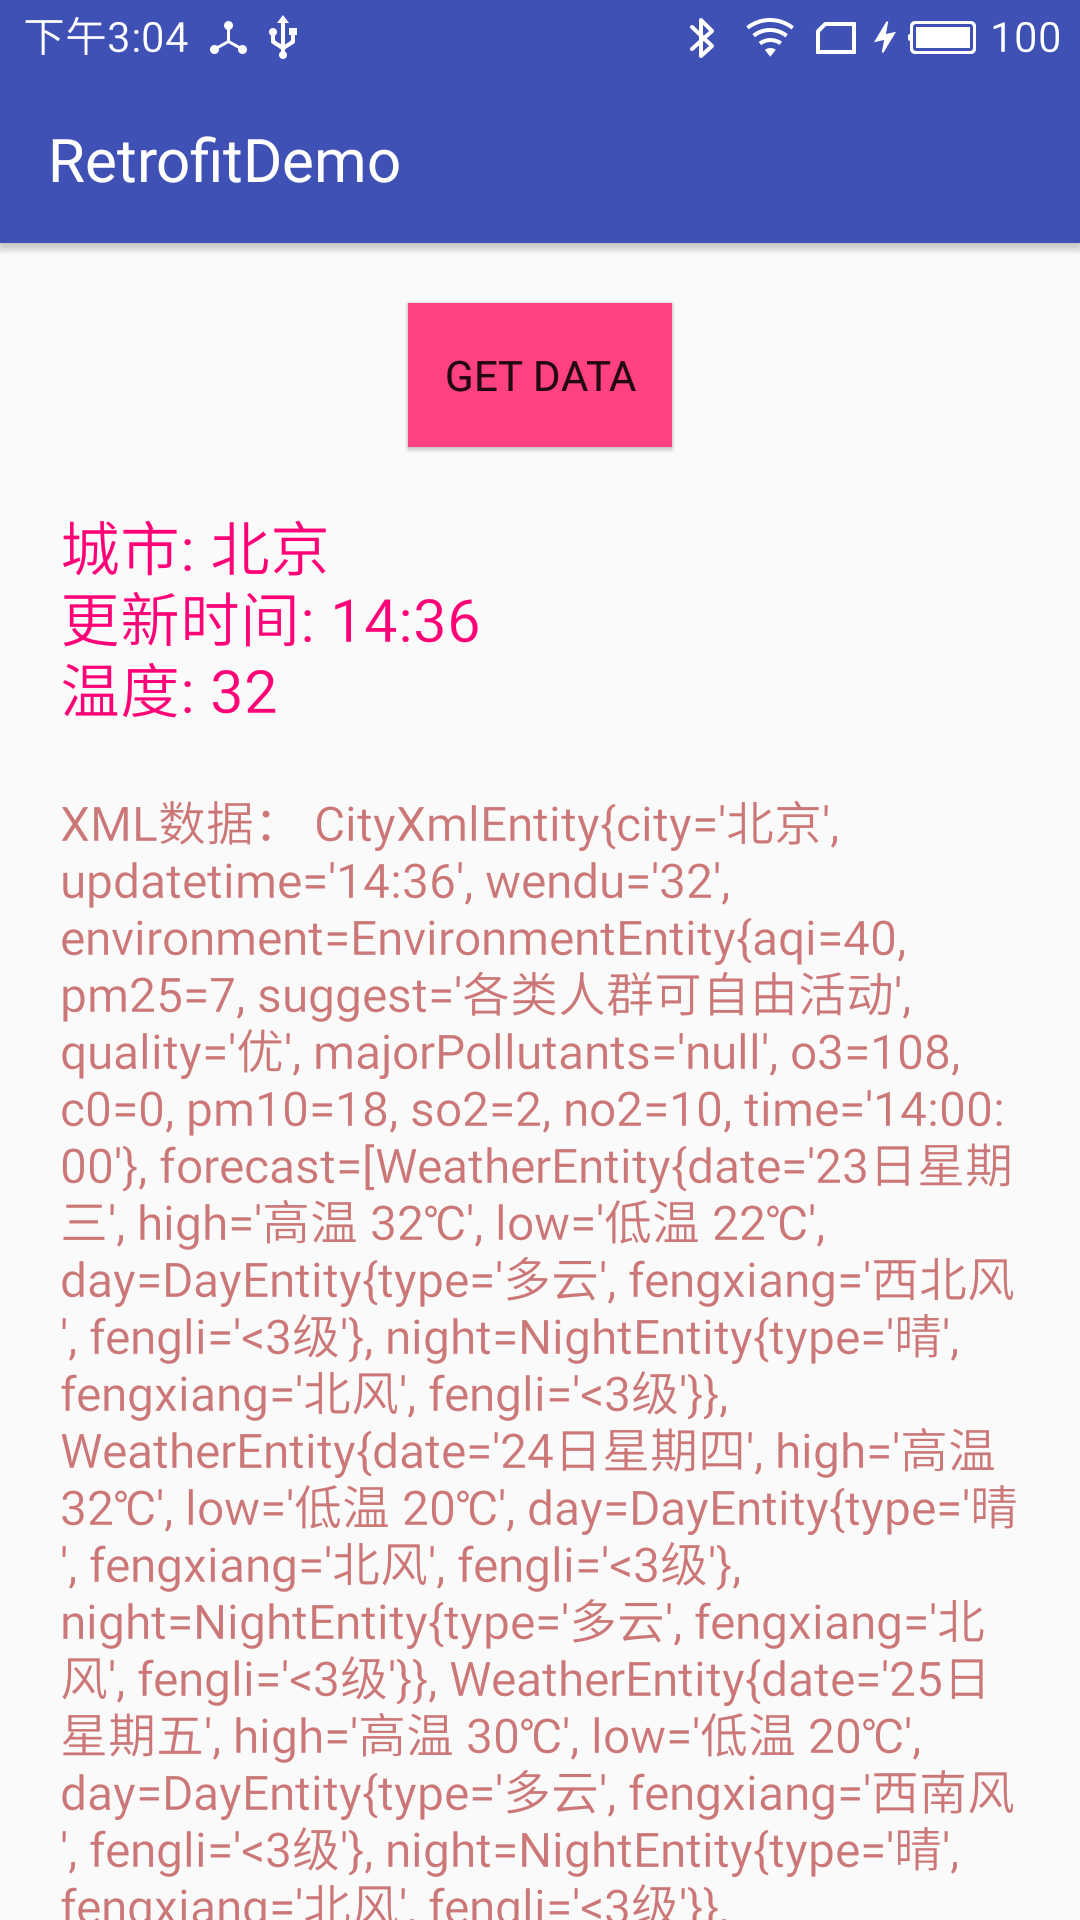 下午3:04 100
RetrofitDemo
GET DATA
城市: 北京
更新时间: 14:36
温度: 32
XML数据： CityXmlEntity{city='北京',
updatetime='14:36', wendu='32',
environment=EnvironmentEntity{aqi=40,
pm25=7, suggest='各类人群可自由活动',
quality='优', majorPollutants='null', o3=108,
c0=0, pm10=18, so2=2, no2=10, time='14:00:
00'}, forecast=[WeatherEntity{date='23日星期
三', high='高温 32℃', low='低温 22℃',
day=DayEntity{type='多云', fengxiang='西北风
', fengli='<3级'}, night=NightEntity{type='晴',
fengxiang='北风', fengli='<3级'}},
WeatherEntity{date='24日星期四', high='高温
32℃', low='低温 20℃', day=DayEntity{type='晴
', fengxiang='北风', fengli='<3级'},
night=NightEntity{type='多云', fengxiang='北
风', fengli='<3级'}}, WeatherEntity{date='25日
星期五', high='高温 30℃', low='低温 20℃',
day=DayEntity{type='多云', fengxiang='西南风
', fengli='<3级'}, night=NightEntity{type='晴',
fengxiang='北风', fengli='<3级'}},